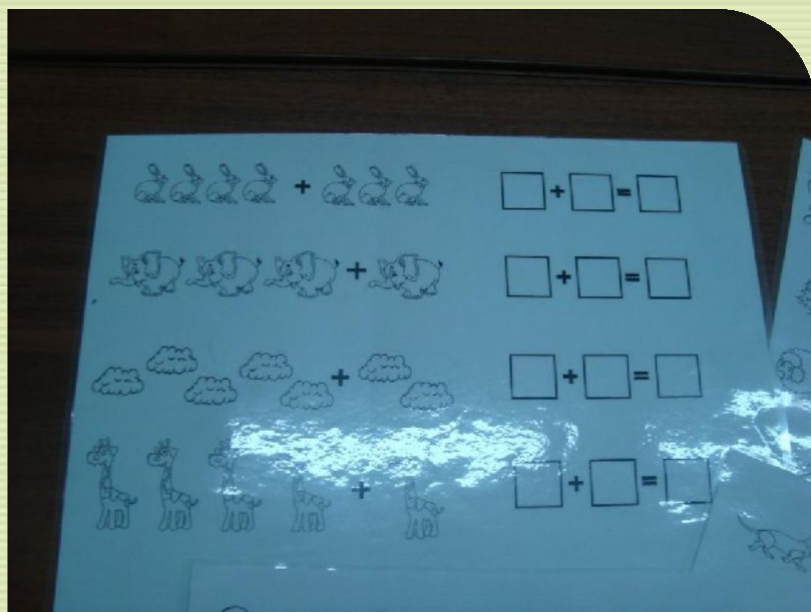 + + =
+ + =
+ + =
+ + =